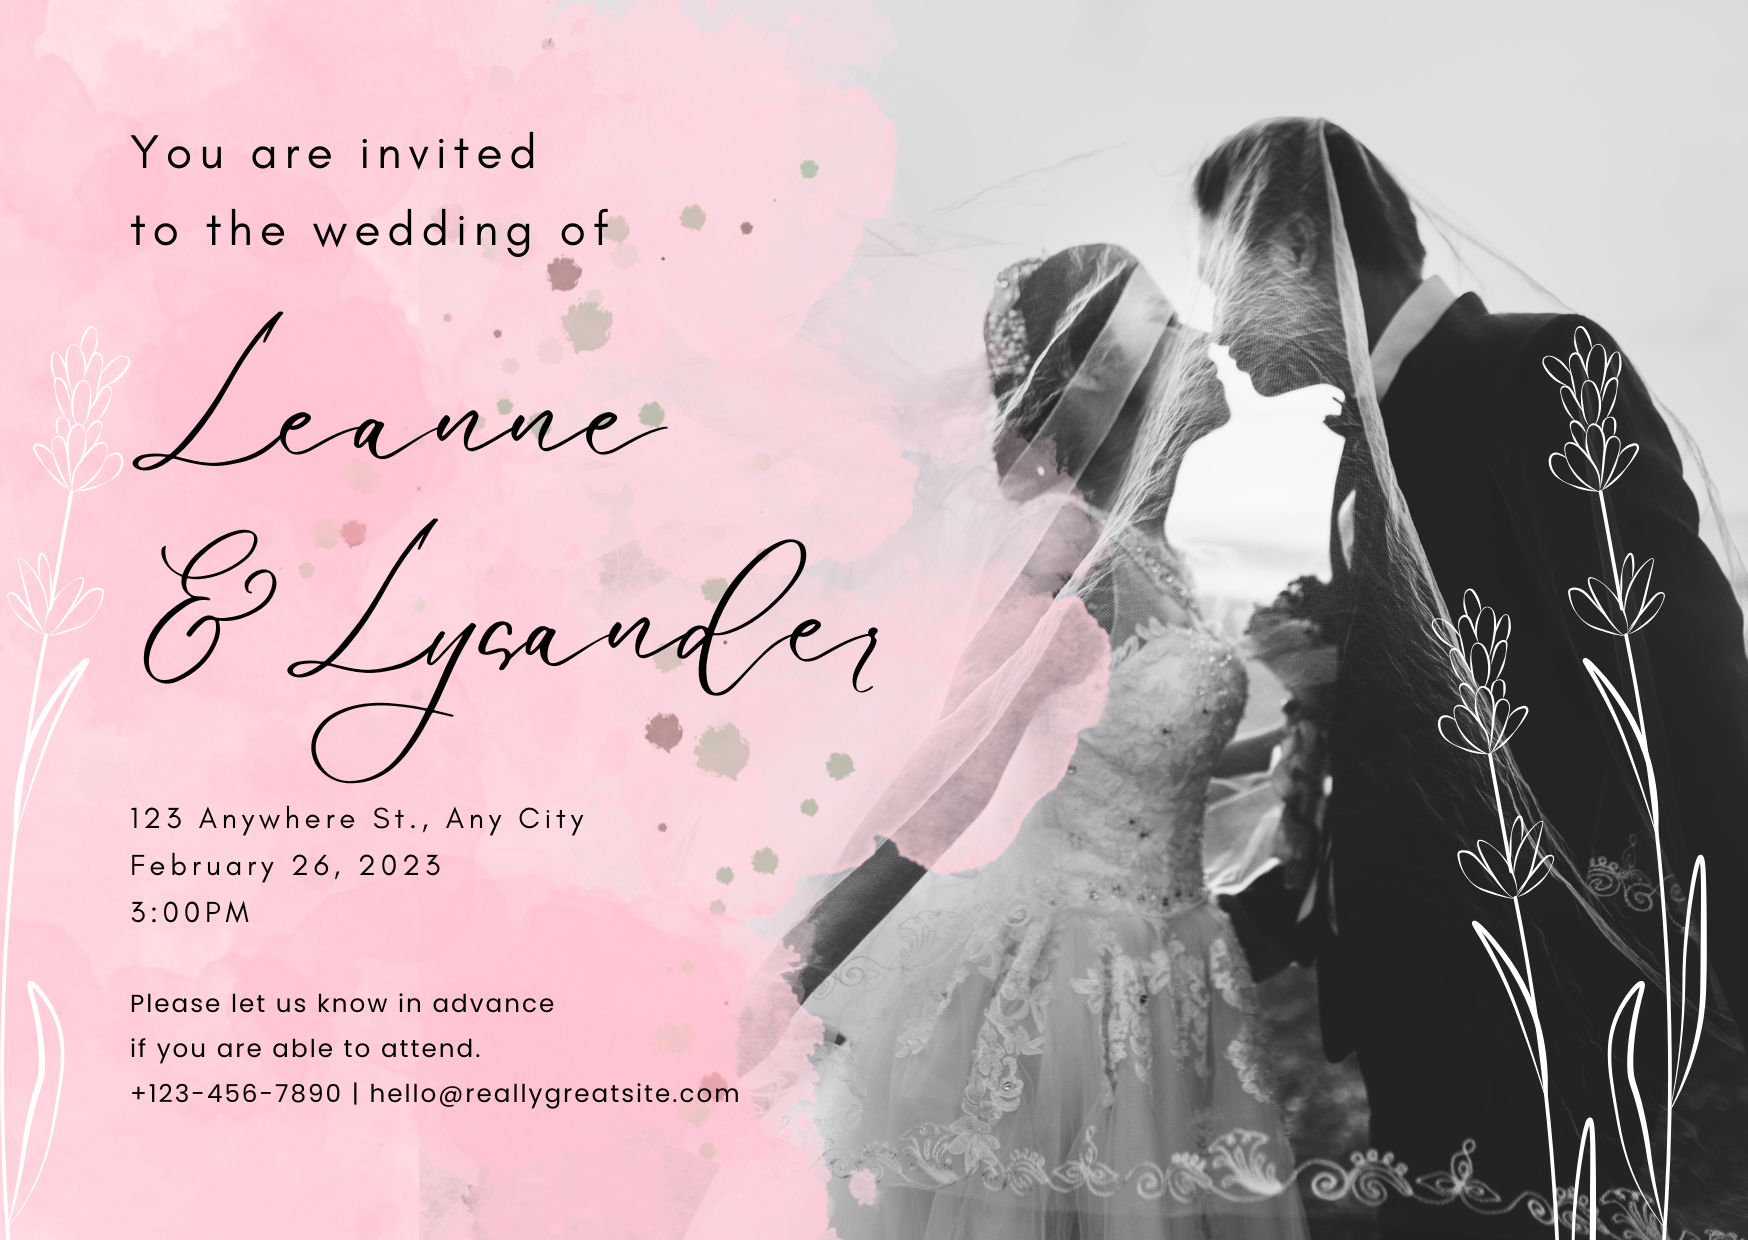 You are invited
to the wedding of
Leanne
& Lysander
123 Anywhere St., Any City
February 26, 2023
3:00PM
Please let us know in advance
if you are able to attend.
+123-456-7890 | hello@reallygreatsite.com